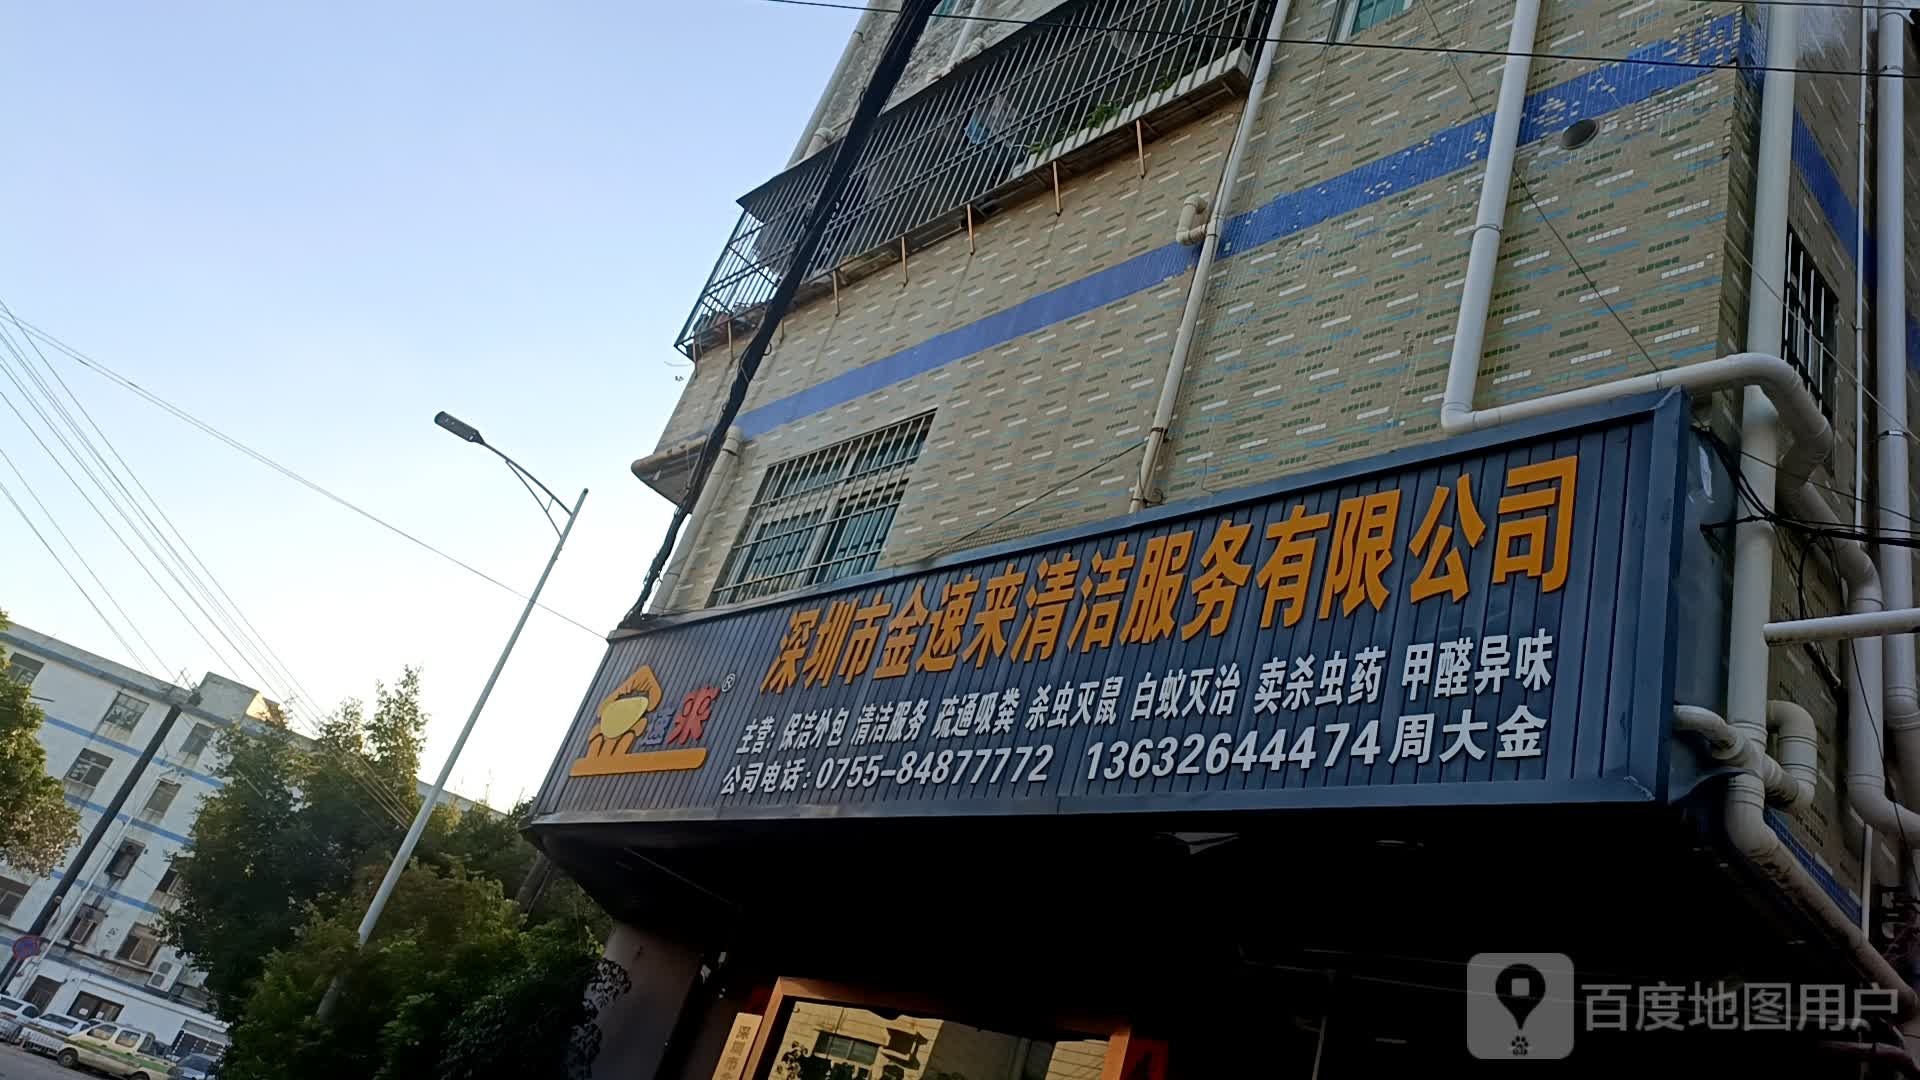 深圳市金速来清洁服务有限公司
速来®
主营：保洁外包 清洁服务 疏通吸粪 杀虫灭鼠 白蚁灭治 卖杀虫药 甲醛异味
公司电话：0755-84877772 13632644474周大金
深圳市
百度地图用户